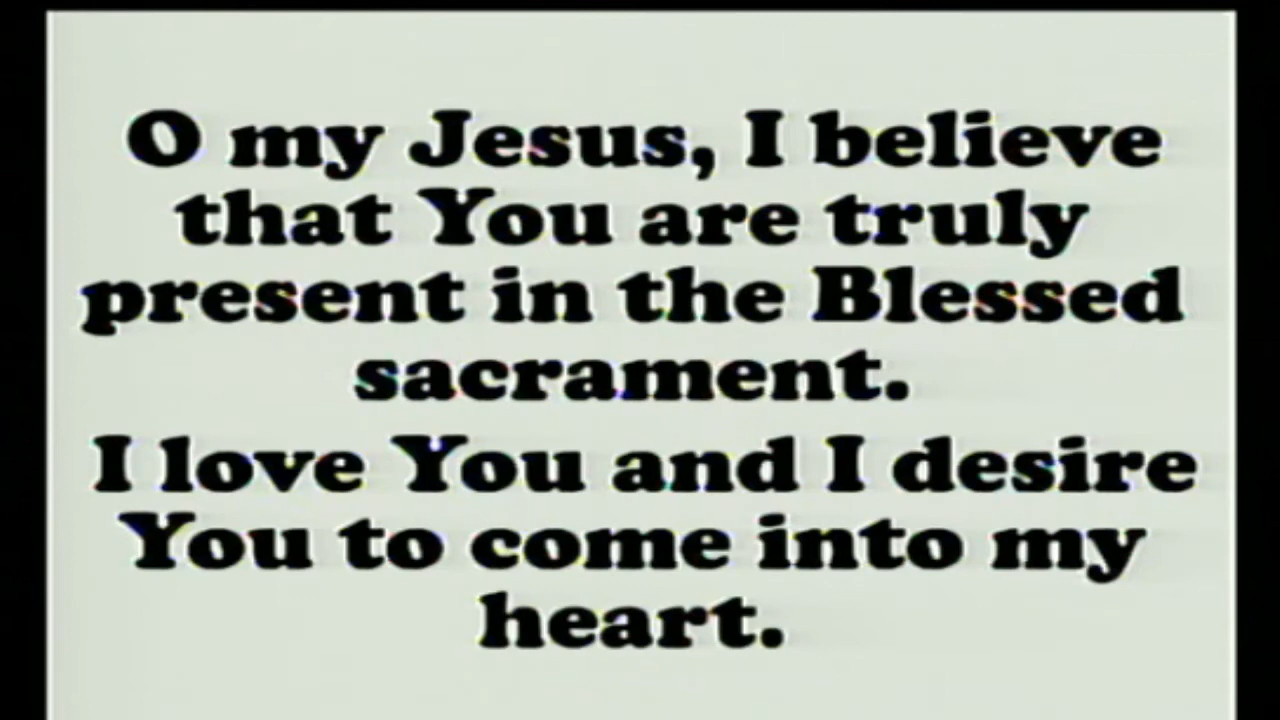 O my Jesus, I believe
that You are truly
present in the Blessed
sacrament.
I love You and I desire
You to come into my
heart.